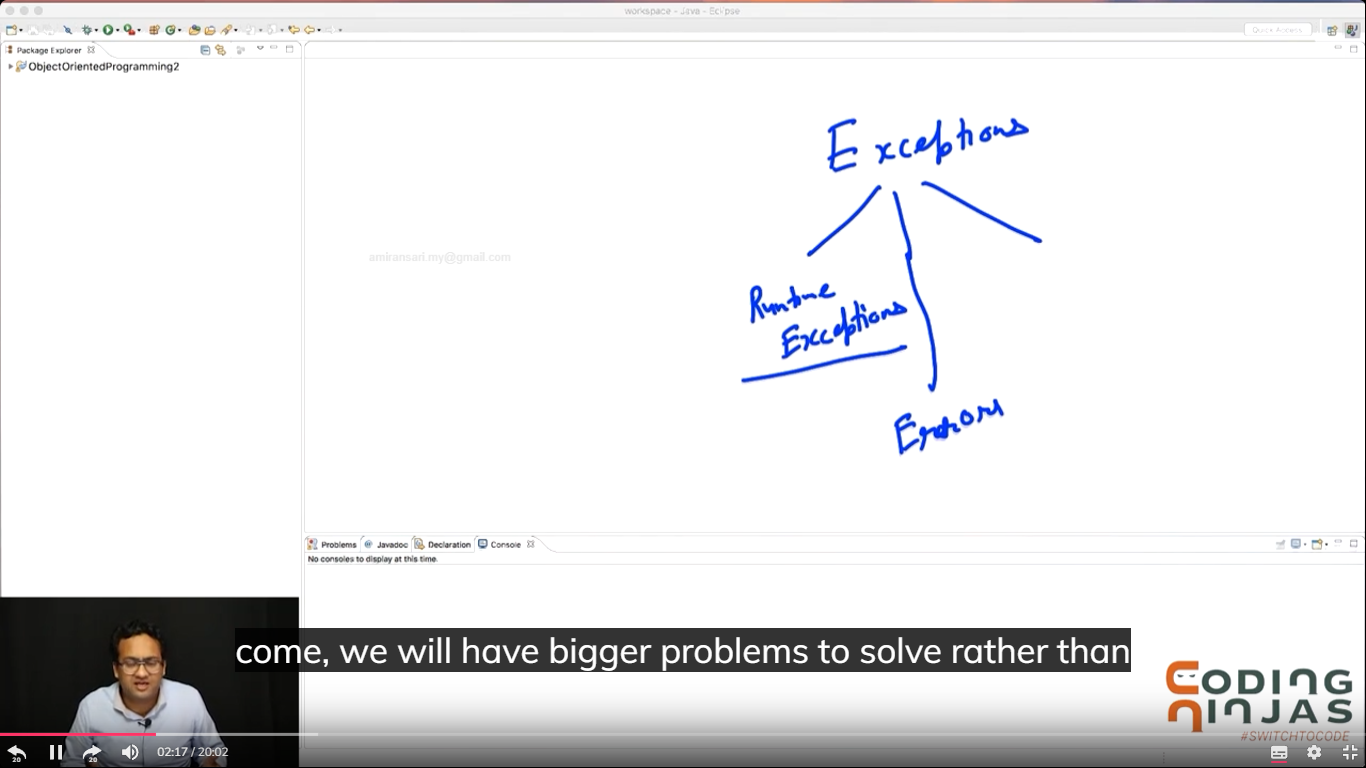 workspace - Java - Eclipse
Quick Access
Package Explorer
ObjectOrientedProgramming2
Exceptions
amiransari.my@gmail.com
Runtime
Exceptions
Errors
Problems
Javadoc
Declaration
Console
No consoles to display at this time.
come, we will have bigger problems to solve rather than
CODING
NINJAS
#SWITCHTOCODE
20
20
02:17 / 20:02